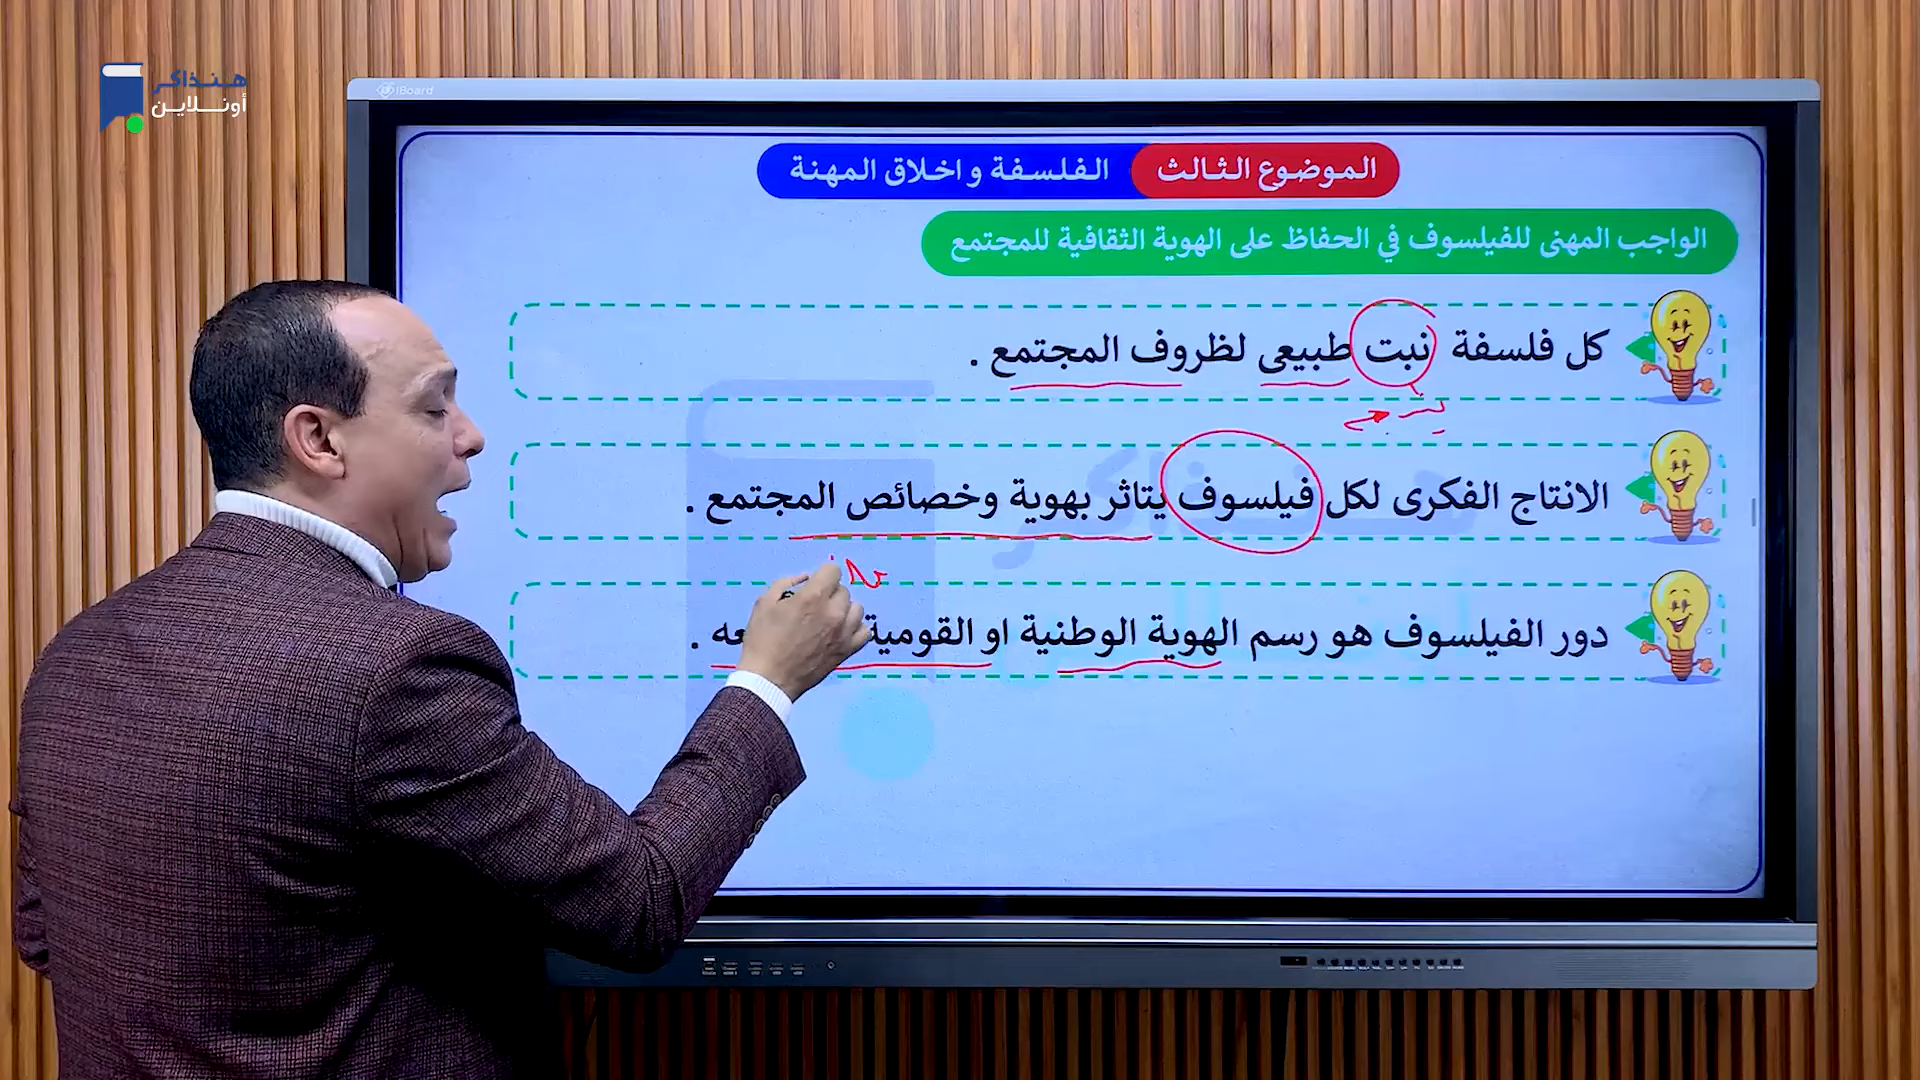 هنذاكر
أونلاين
IBoard
الموضوع الثالث الفلسفة و اخلاق المهنة
الواجب المهنى للفيلسوف في الحفاظ على الهوية الثقافية للمجتمع
كل فلسفة نبت طبيعى لظروف المجتمع .
الانتاج الفكرى لكل فيلسوف يتاثر بهوية وخصائص المجتمع .
دور الفيلسوف هو رسم الهوية الوطنية او القومية